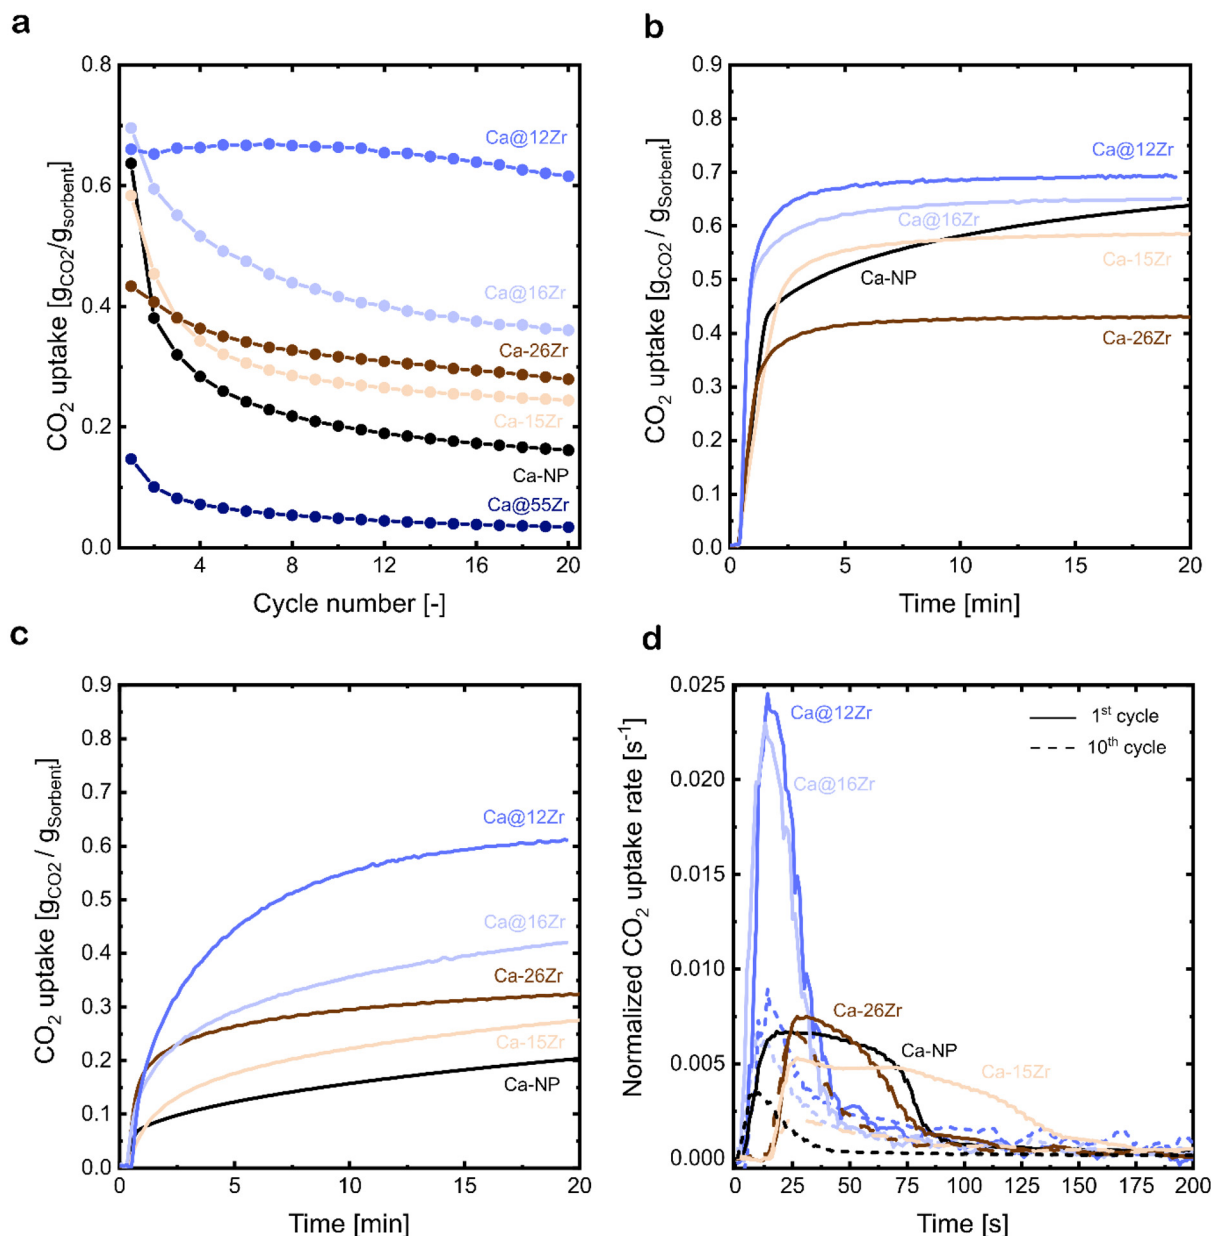 a
0.8
0.6
0.4
0.2
0.0
CO2 uptake [gCO2/gsorbent]
Ca@12Zr
Ca@16Zr
Ca-26Zr
Ca-15Zr
Ca-NP
Ca@55Zr
4
8
12
16
20
Cycle number [-]
b
0.9
0.8
0.7
0.6
0.5
0.4
0.3
0.2
0.1
0.0
CO2 uptake [gCO2 / gSorbent]
Ca@12Zr
Ca@16Zr
Ca-15Zr
Ca-NP
Ca-26Zr
0
5
10
15
20
Time [min]
c
0.9
0.8
0.7
0.6
0.5
0.4
0.3
0.2
0.1
0.0
CO2 uptake [gCO2 / gSorbent]
Ca@12Zr
Ca@16Zr
Ca-26Zr
Ca-15Zr
Ca-NP
0
5
10
15
20
Time [min]
d
0.025
0.020
0.015
0.010
0.005
0.000
Normalized CO2 uptake rate [s-1]
Ca@12Zr
1st cycle
10th cycle
Ca@16Zr
Ca-26Zr
Ca-NP
Ca-15Zr
0
25
50
75
100
125
150
175
200
Time [s]